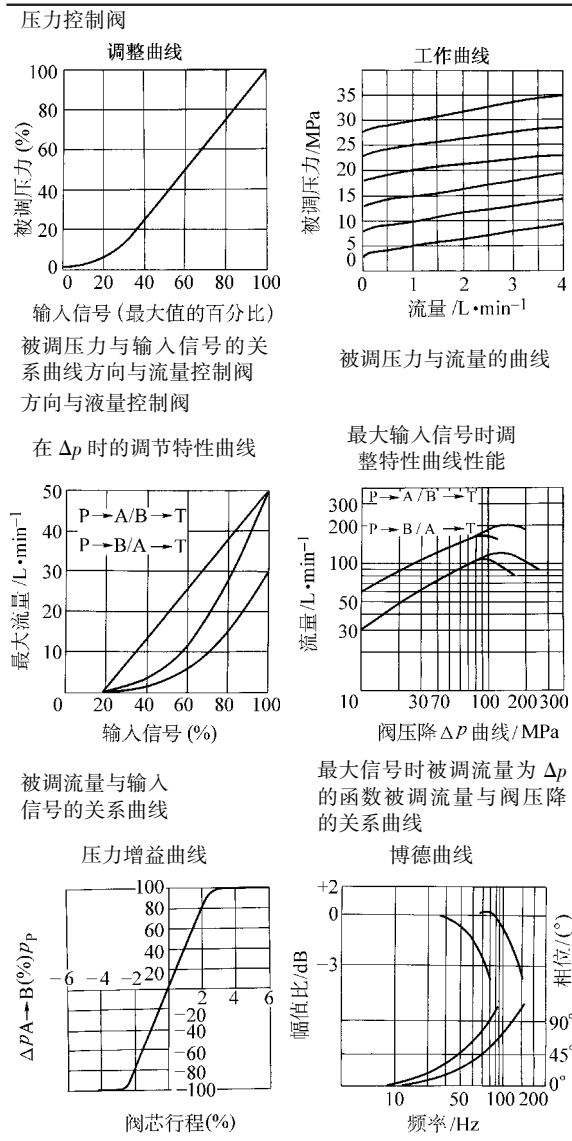 压力控制阀
调整曲线
被调压力(%)
100
80
60
40
20
0
0 20 40 60 80 100
输入信号(最大值的百分比)
被调压力与输入信号的关
系曲线方向与流量控制阀
方向与液量控制阀
工作曲线
被调压力/MPa
35
30
25
20
15
10
5
0
0 1 2 3 4
流量/L·min⁻¹
被调压力与流量的曲线
在 Δp 时的调节特性曲线
最大流量/L·min⁻¹
50
40
30
20
10
P→A/B→T
P→B/A→T
0 20 40 60 80 100
输入信号(%)
被调流量与输入
信号的关系曲线
最大输入信号时调
整特性曲线性能
流量/L·min⁻¹
300
200
100
50
30
P→A/B→T
P→B/A→T
10 30 70 100 200 300
阀压降Δp曲线/MPa
最大信号时被调流量为 Δp
的函数被调流量与阀压降
的关系曲线
压力增益曲线
ΔpA→B(%)pP
100
80
60
40
20
-6 -4 -2
2 4 6
-20
-40
-60
-80
-100
阀芯行程(%)
博德曲线
幅值比/dB
+2
0
-3
相位/(°)
90°
45°
0°
10 50 100 200
频率/Hz